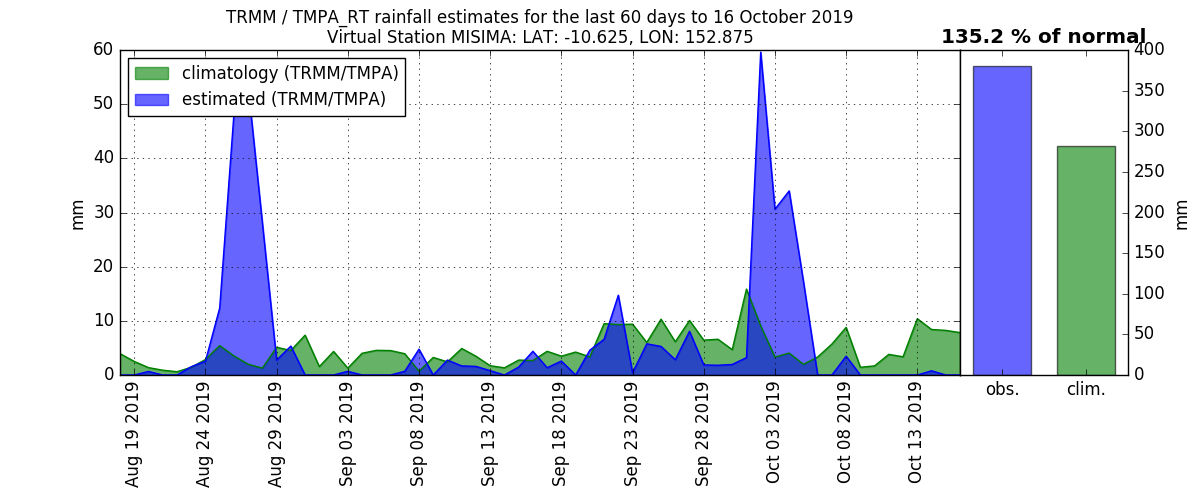 TRMM / TMPA_RT rainfall estimates for the last 60 days to 16 October 2019
Virtual Station MISIMA: LAT: -10.625, LON: 152.875
135.2 % of normal
climatology (TRMM/TMPA)
estimated (TRMM/TMPA)
60
50
40
30
20
10
0
mm
400
350
300
250
200
150
100
50
0
mm
Aug 19 2019
Aug 24 2019
Aug 29 2019
Sep 03 2019
Sep 08 2019
Sep 13 2019
Sep 18 2019
Sep 23 2019
Sep 28 2019
Oct 03 2019
Oct 08 2019
Oct 13 2019
obs.
clim.